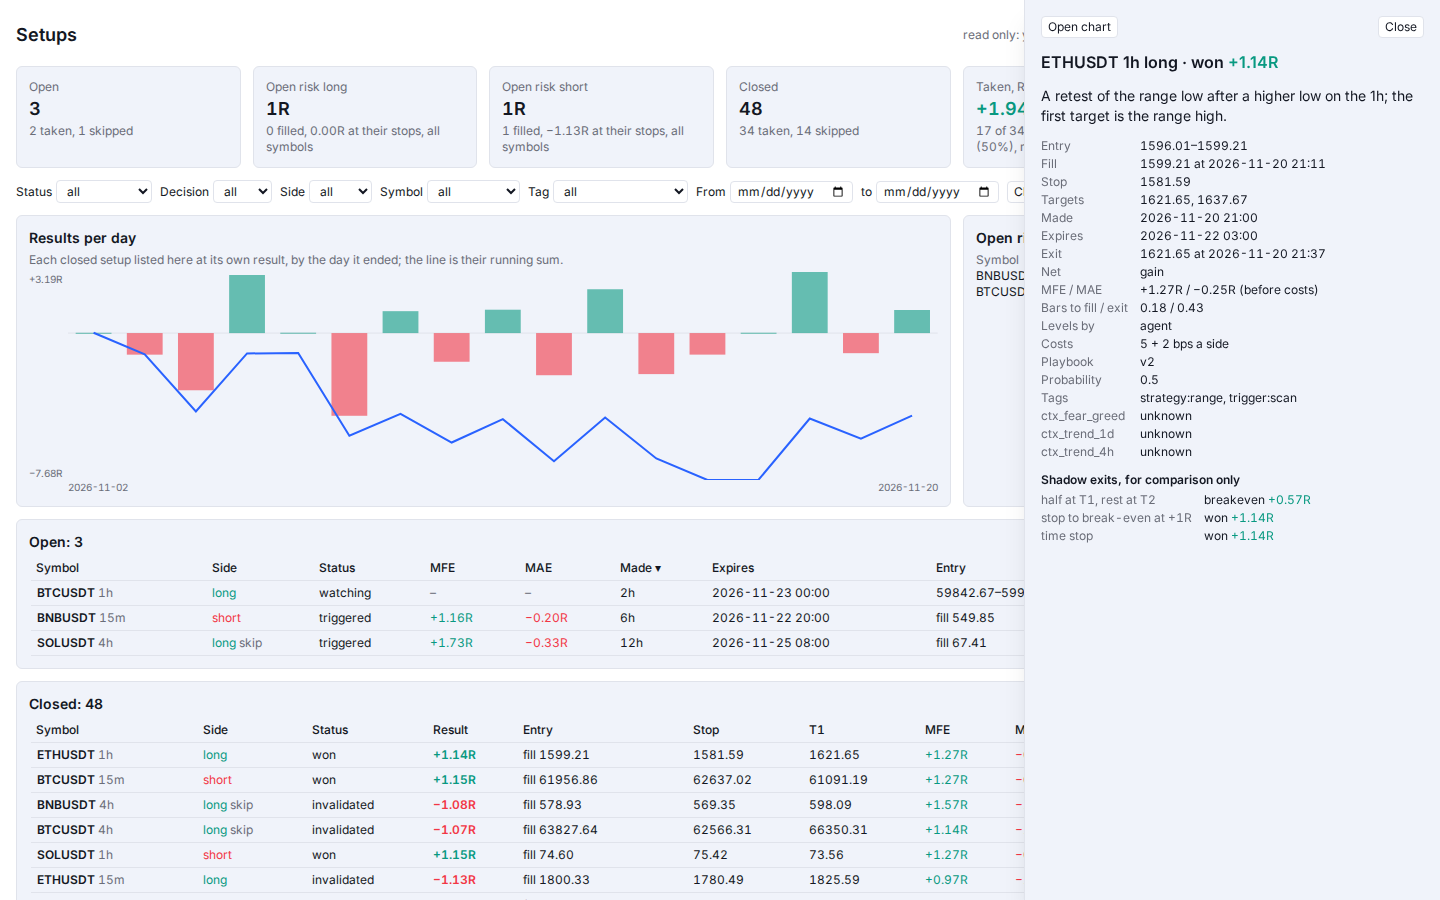 Setups
read only:
Open
3
2 taken, 1 skipped
Open risk long
1R
0 filled, 0.00R at their stops, all
symbols
Open risk short
1R
1 filled, −1.13R at their stops, all
symbols
Closed
48
34 taken, 14 skipped
Taken, R
+1.94
17 of 34
(50%),
Status all Decision all Side all Symbol all Tag all From mm/dd/yyyy to mm/dd/yyyy
Results per day
Each closed setup listed here at its own result, by the day it ended; the line is their running sum.
+3.19R
−7.68R
2026-11-02 2026-11-20
Open
Symbol
Open: 3
Symbol Side Status MFE MAE Made ▾ Expires Entry
BTCUSDT 1h long watching – – 2h 2026-11-23 00:00 59842.67–599
BNBUSDT 15m short triggered +1.16R −0.20R 6h 2026-11-22 20:00 fill 549.85
SOLUSDT 4h long skip triggered +1.73R −0.33R 12h 2026-11-25 08:00 fill 67.41
Closed: 48
Symbol Side Status Result Entry Stop T1 MFE
ETHUSDT 1h long won +1.14R fill 1599.21 1581.59 1621.65 +1.27R
BTCUSDT 15m short won +1.15R fill 61956.86 62637.02 61091.19 +1.27R
BNBUSDT 4h long skip invalidated −1.08R fill 578.93 569.35 598.09 +1.57R
BTCUSDT 4h long skip invalidated −1.07R fill 63827.64 62566.31 66350.31 +1.14R
SOLUSDT 1h short won +1.15R fill 74.60 75.42 73.56 +1.27R
ETHUSDT 15m long invalidated −1.13R fill 1800.33 1780.49 1825.59 +0.97R
Open chart Close
ETHUSDT 1h long · won +1.14R
A retest of the range low after a higher low on the 1h; the
first target is the range high.
Entry 1596.01–1599.21
Fill 1599.21 at 2026-11-20 21:11
Stop 1581.59
Targets 1621.65, 1637.67
Made 2026-11-20 21:00
Expires 2026-11-22 03:00
Exit 1621.65 at 2026-11-20 21:37
Net gain
MFE / MAE +1.27R / −0.25R (before costs)
Bars to fill / exit 0.18 / 0.43
Levels by agent
Costs 5 + 2 bps a side
Playbook v2
Probability 0.5
Tags strategy:range, trigger:scan
ctx_fear_greed unknown
ctx_trend_1d unknown
ctx_trend_4h unknown
Shadow exits, for comparison only
half at T1, rest at T2 breakeven +0.57R
stop to break-even at +1R won +1.14R
time stop won +1.14R